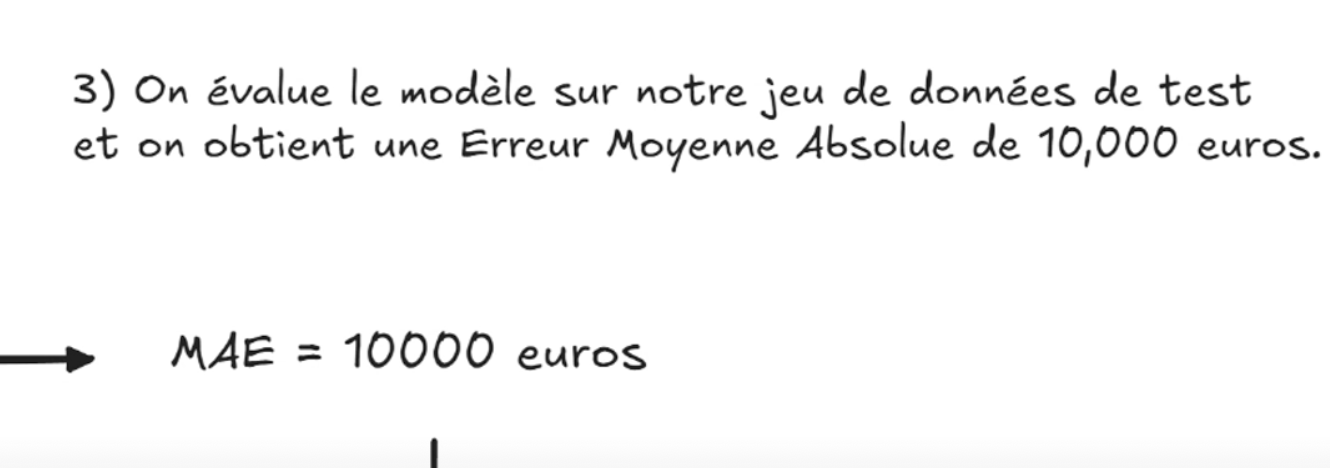 3) On évalue le modèle sur notre jeu de données de test
et on obtient une Erreur Moyenne Absolue de 10,000 euros.
MAE = 10000 euros